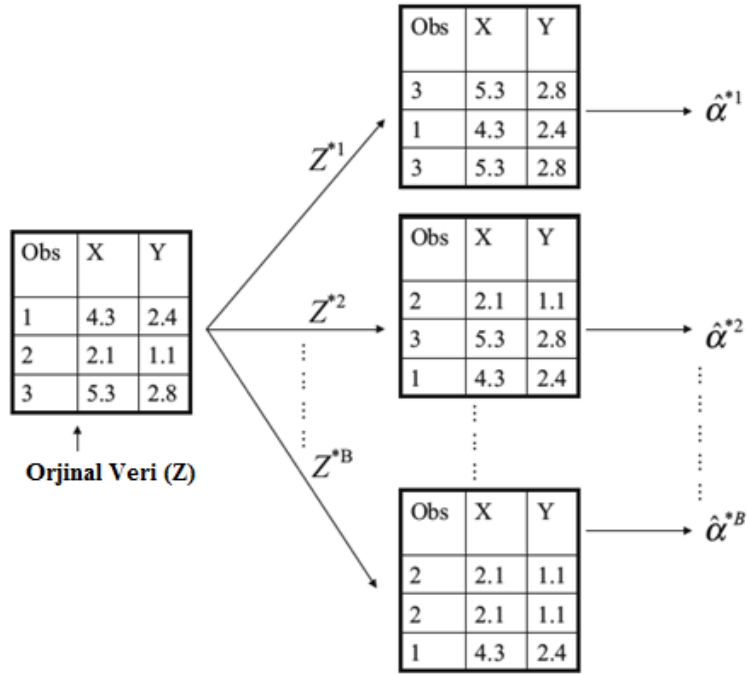 Obs X Y
3 5.3 2.8
1 4.3 2.4
3 5.3 2.8
α̂*1
Z*1
Obs X Y
1 4.3 2.4
2 2.1 1.1
3 5.3 2.8
Orjinal Veri (Z)
Z*2
Obs X Y
2 2.1 1.1
3 5.3 2.8
1 4.3 2.4
α̂*2
Z*B
Obs X Y
2 2.1 1.1
2 2.1 1.1
1 4.3 2.4
α̂*B